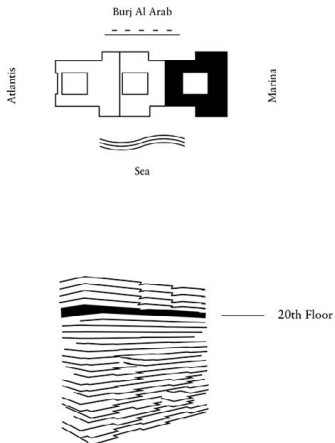 Burj Al Arab
Atlantis
Marina
Sea
20th Floor